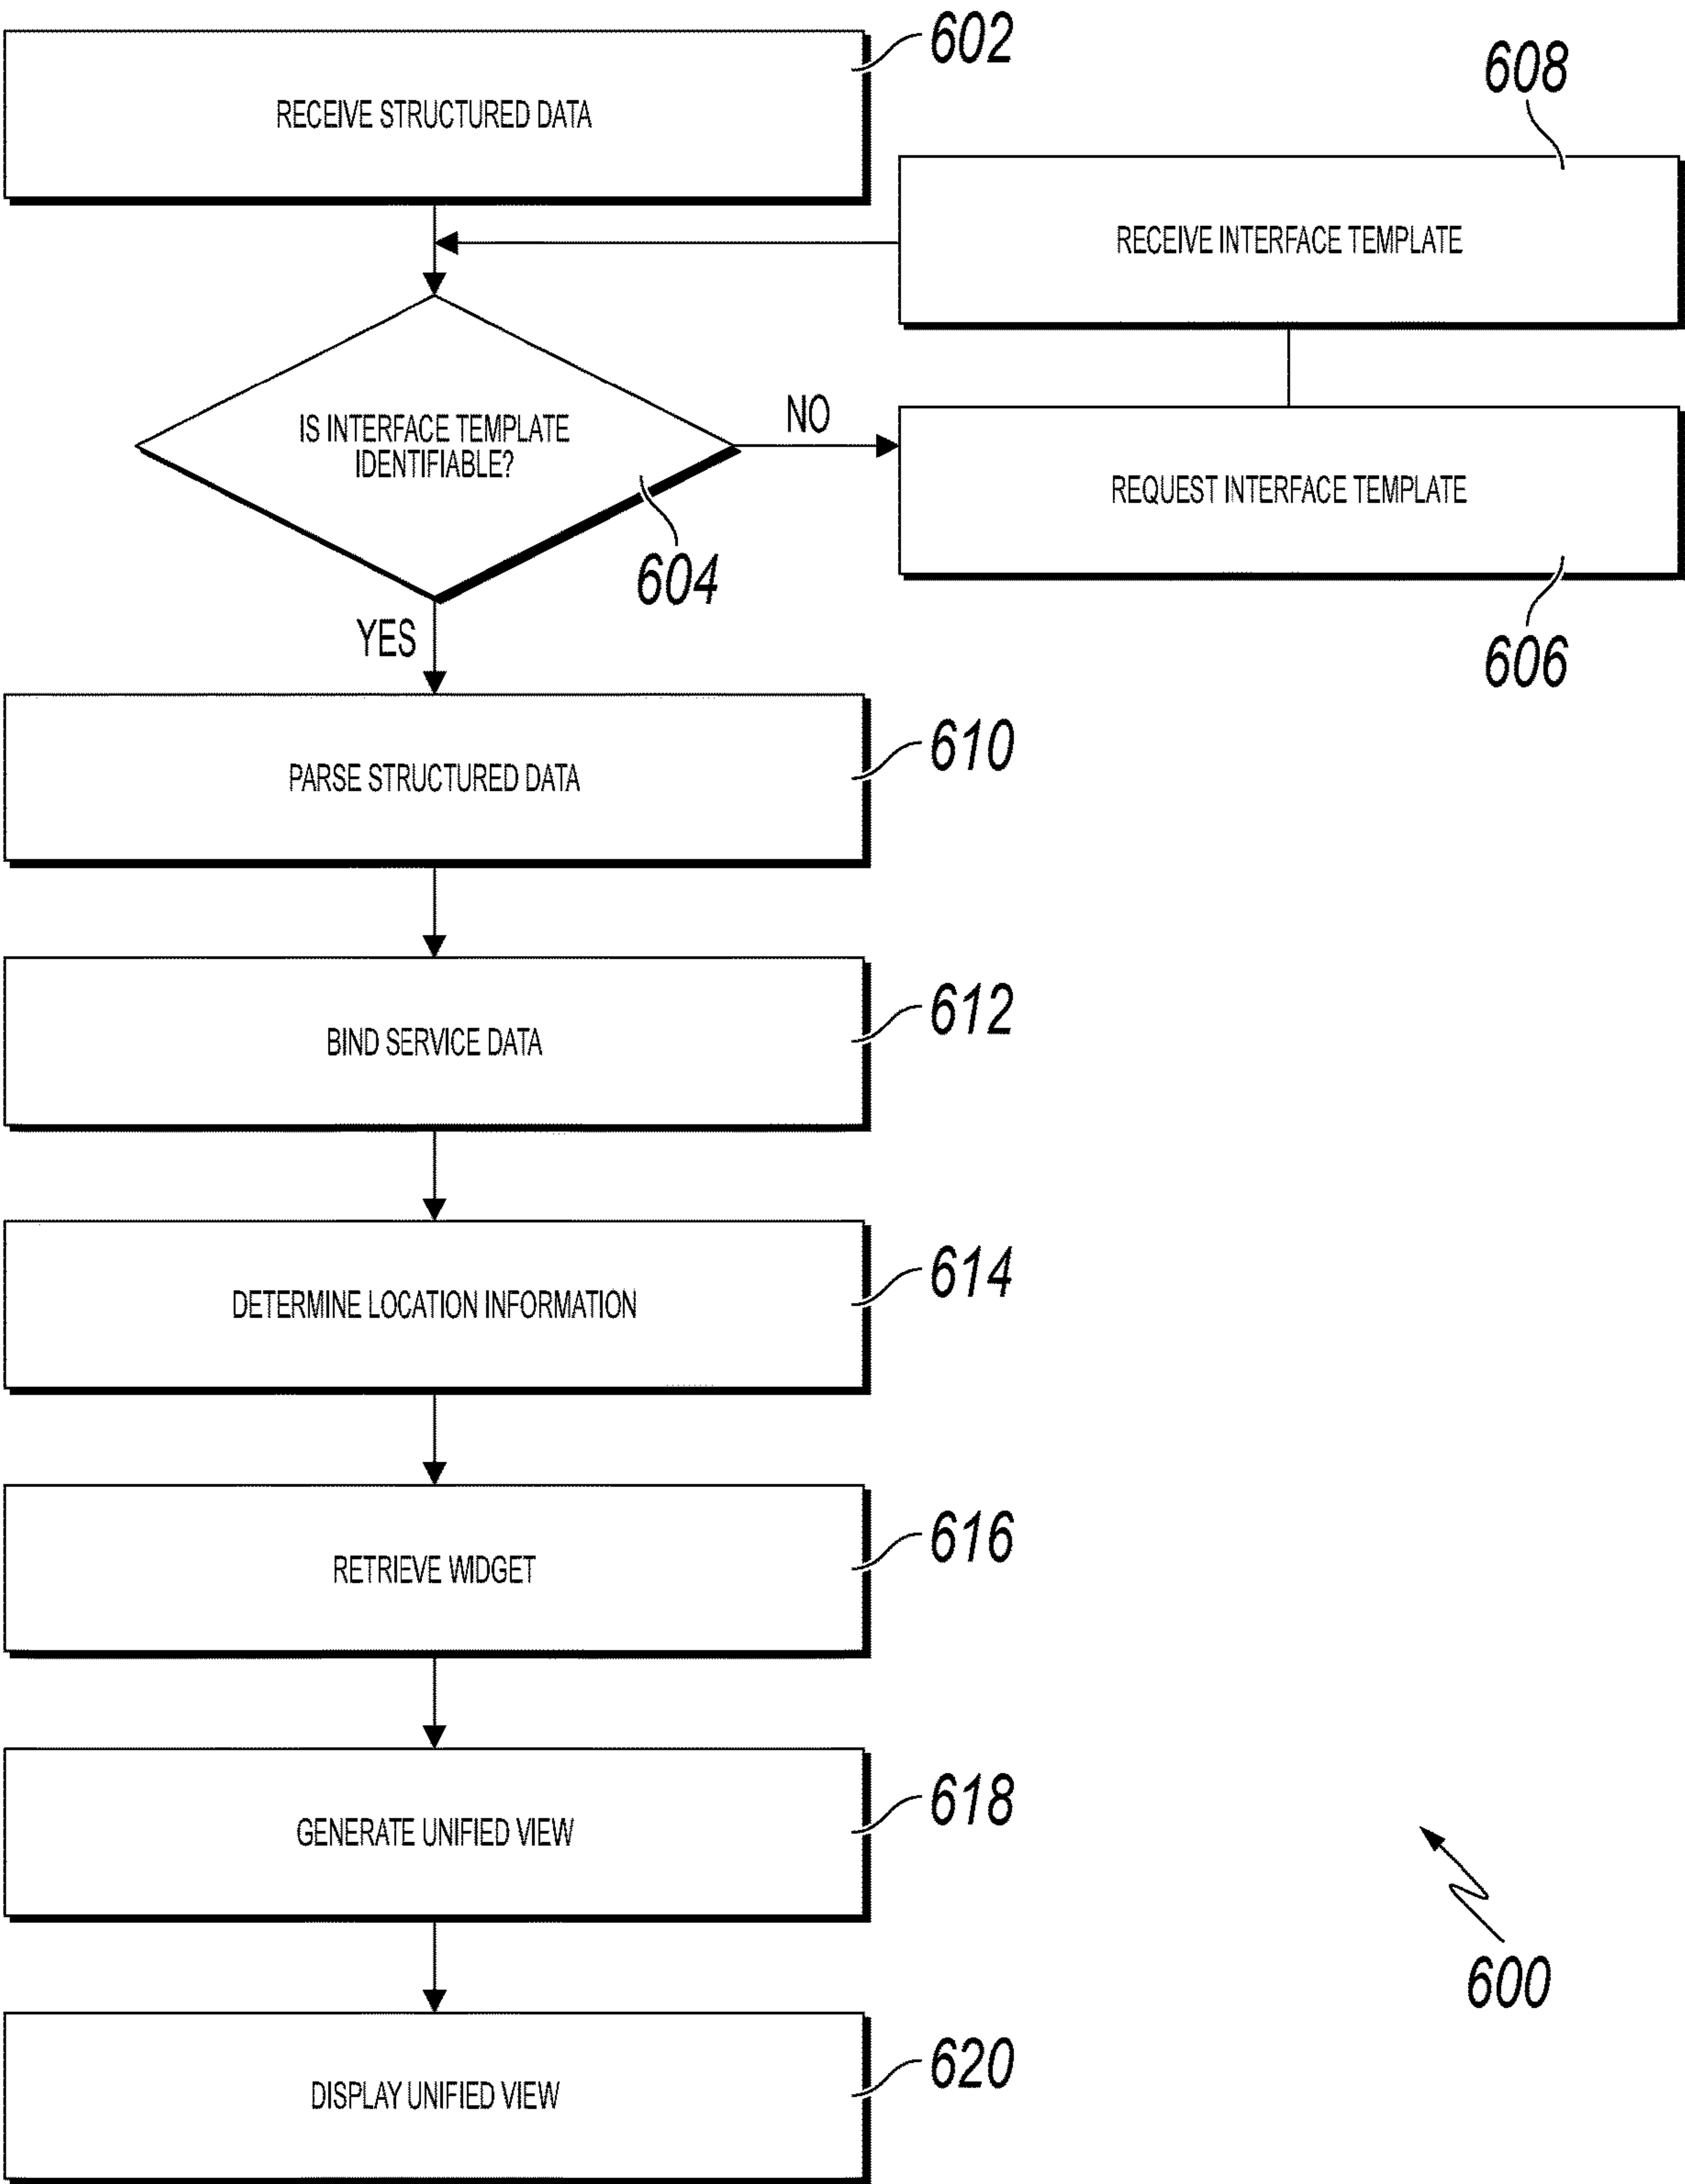 602
RECEIVE STRUCTURED DATA
608
RECEIVE INTERFACE TEMPLATE
IS INTERFACE TEMPLATE
IDENTIFIABLE?
604
NO
REQUEST INTERFACE TEMPLATE
606
YES
610
PARSE STRUCTURED DATA
612
BIND SERVICE DATA
614
DETERMINE LOCATION INFORMATION
616
RETRIEVE WIDGET
618
GENERATE UNIFIED VIEW
600
620
DISPLAY UNIFIED VIEW